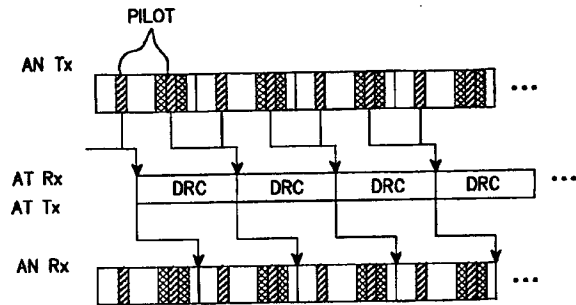 PILOT
AN Tx
...
AT Rx
DRC DRC DRC DRC
...
AT Tx
AN Rx
...